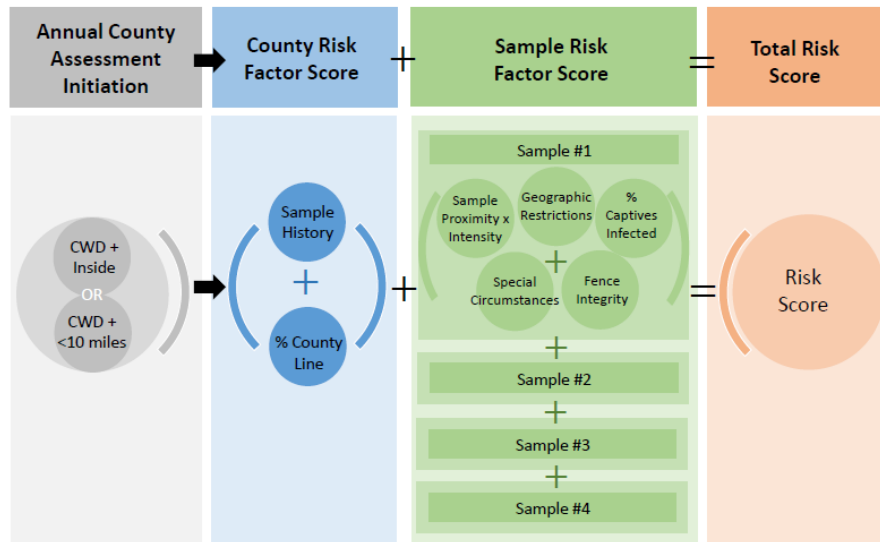 Annual County
Assessment
Initiation
County Risk
Factor Score
+
Sample Risk
Factor Score
=
Total Risk
Score
CWD +
Inside
OR
CWD +
<10 miles
Sample
History
+
% County
Line
+
Sample #1
Sample
Proximity x
Intensity
Geographic
Restrictions
%
Captives
Infected
+
Special
Circumstances
Fence
Integrity
+
Sample #2
+
Sample #3
+
Sample #4
=
Risk
Score